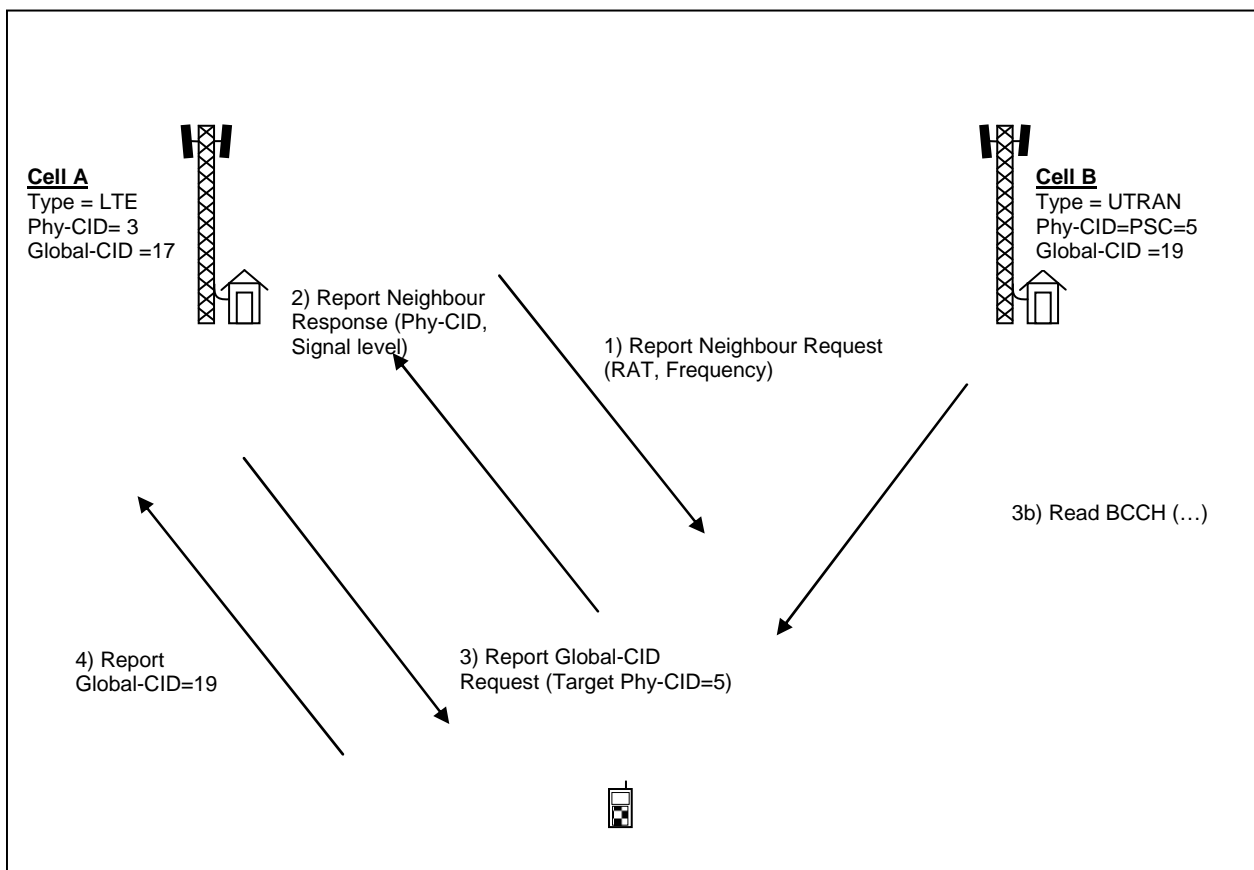 Cell A
Type = LTE
Phy-CID= 3
Global-CID =17
Cell B
Type = UTRAN
Phy-CID=PSC=5
Global-CID =19
2) Report Neighbour
Response (Phy-CID,
Signal level)
1) Report Neighbour Request
(RAT, Frequency)
3b) Read BCCH (…)
4) Report
Global-CID=19
3) Report Global-CID
Request (Target Phy-CID=5)